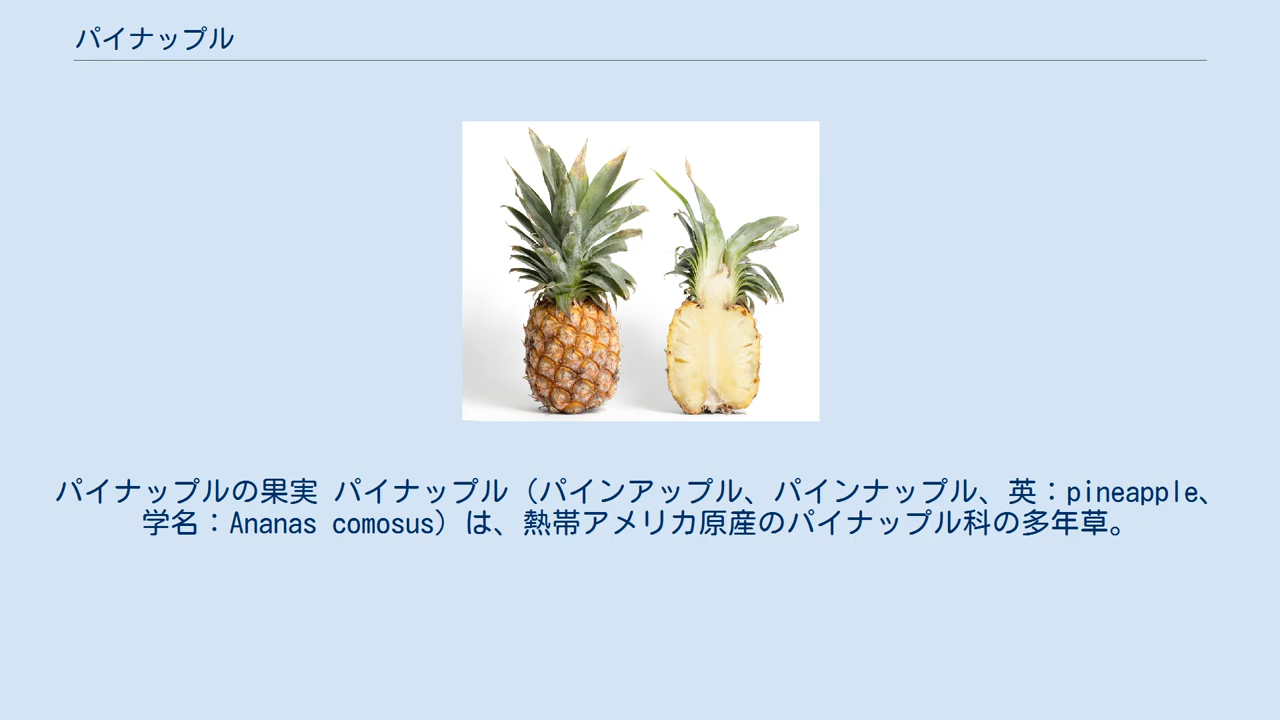 パイナップル
パイナップルの果実 パイナップル（パインアップル、パインナップル、英：pineapple、
学名：Ananas comosus）は、熱帯アメリカ原産のパイナップル科の多年草。